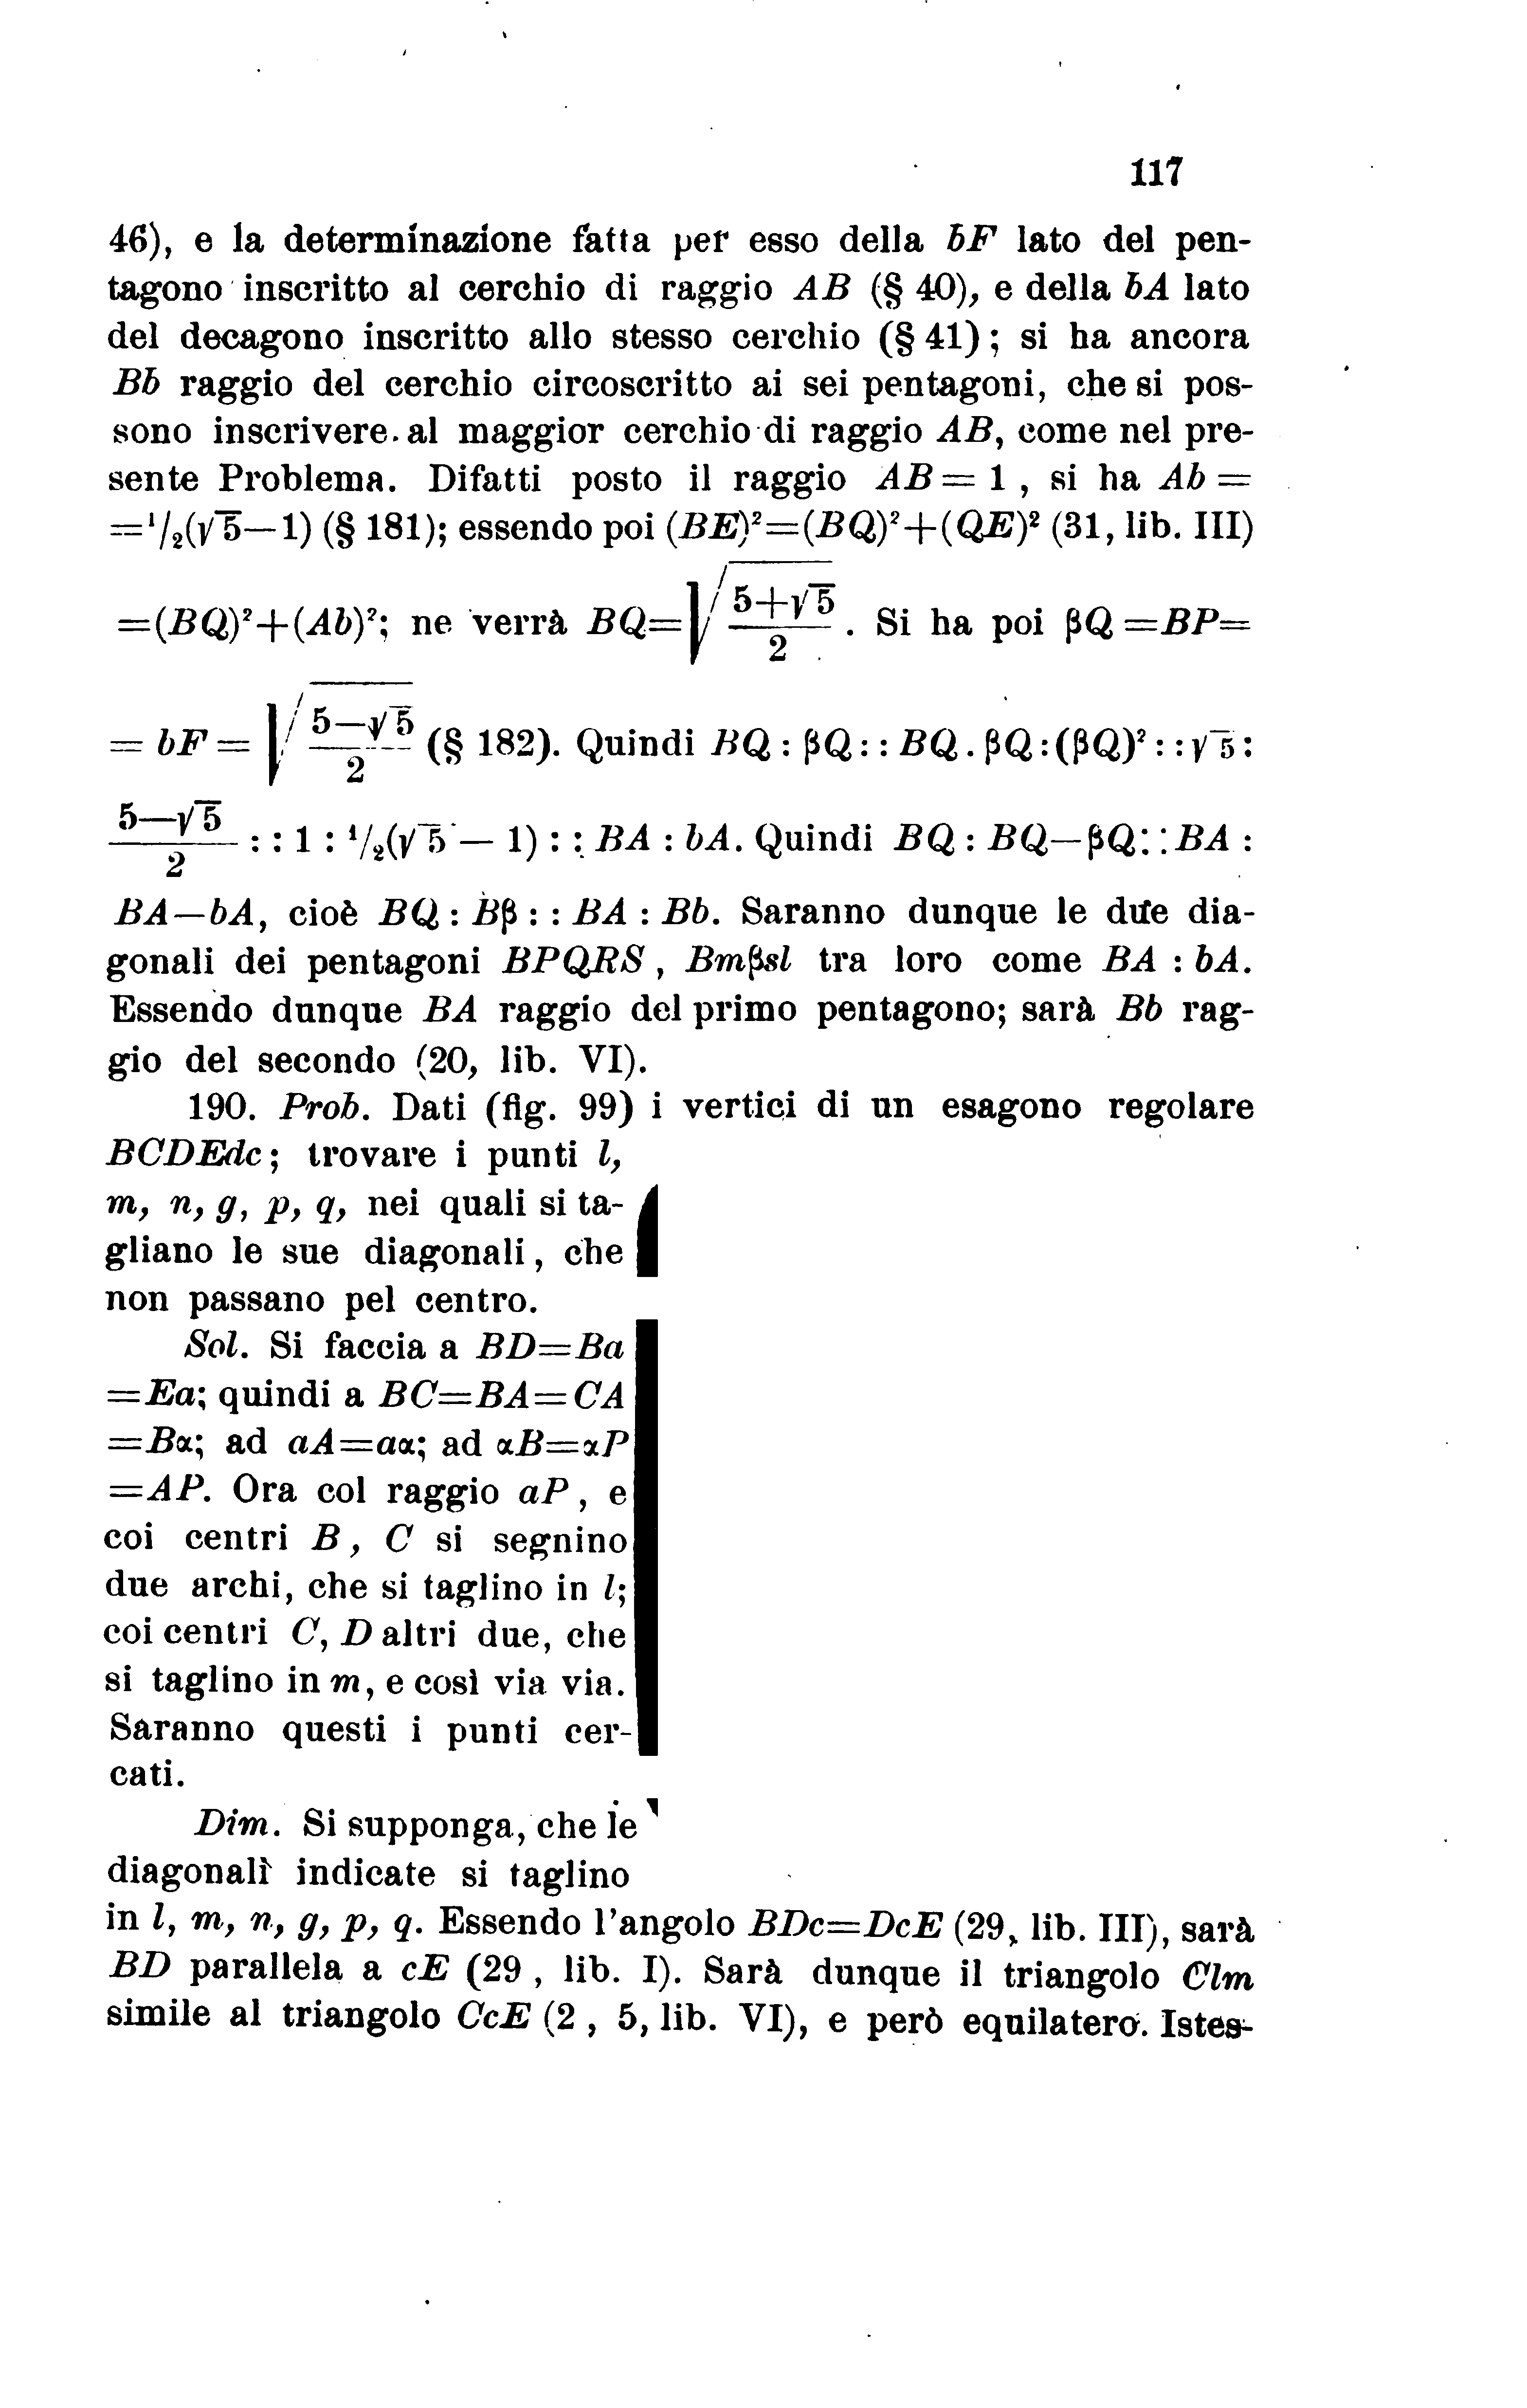 117
46), e la determinazione fatta per esso della bF lato del pen-
tagono inscritto al cerchio di raggio AB (§ 40), e della bA lato
del decagono inscritto allo stesso cerchio (§ 41); si ha ancora
Bb raggio del cerchio circoscritto ai sei pentagoni, che si pos-
sono inscrivere al maggior cerchio di raggio AB, come nel pre-
sente Problema. Difatti posto il raggio AB = 1 , si ha Ab =
=¹/₂(√5—1) (§ 181); essendo poi (BE)²=(BQ)²+(QE)² (31, lib. III)
=(BQ)²+(Ab)²; ne verrà BQ=√((5+√5)/2) . Si ha poi βQ =BP=
= bF = √((5—√5)/2) (§ 182). Quindi BQ : βQ : : BQ . βQ : (βQ)² : : √5 :
(5—√5)/2 : : 1 : ¹/₂(√5 — 1) : : BA : bA. Quindi BQ : BQ—βQ : : BA :
BA—bA, cioè BQ : Bβ : : BA : Bb. Saranno dunque le due dia-
gonali dei pentagoni BPQRS , Bmβsl tra loro come BA : bA.
Essendo dunque BA raggio del primo pentagono; sarà Bb rag-
gio del secondo (20, lib. VI).
190. Prob. Dati (fig. 99) i vertici di un esagono regolare
BCDEdc ; trovare i punti l,
m, n, g, p, q, nei quali si ta-
gliano le sue diagonali, che
non passano pel centro.
Sol. Si faccia a BD=Ba
=Ea; quindi a BC=BA=CA
=Bα; ad aA=aα; ad αB=αP
=AP. Ora col raggio aP , e
coi centri B , C si segnino
due archi, che si taglino in l;
coi centri C, D altri due, che
si taglino in m, e così via via.
Saranno questi i punti cer-
cati.
Dim. Si supponga, che le
diagonali indicate si taglino
in l, m, n, g, p, q. Essendo l'angolo BDc=DcE (29, lib. III), sarà
BD parallela a cE (29 , lib. I). Sarà dunque il triangolo Clm
simile al triangolo CcE (2 , 5, lib. VI), e però equilatero. Istes-